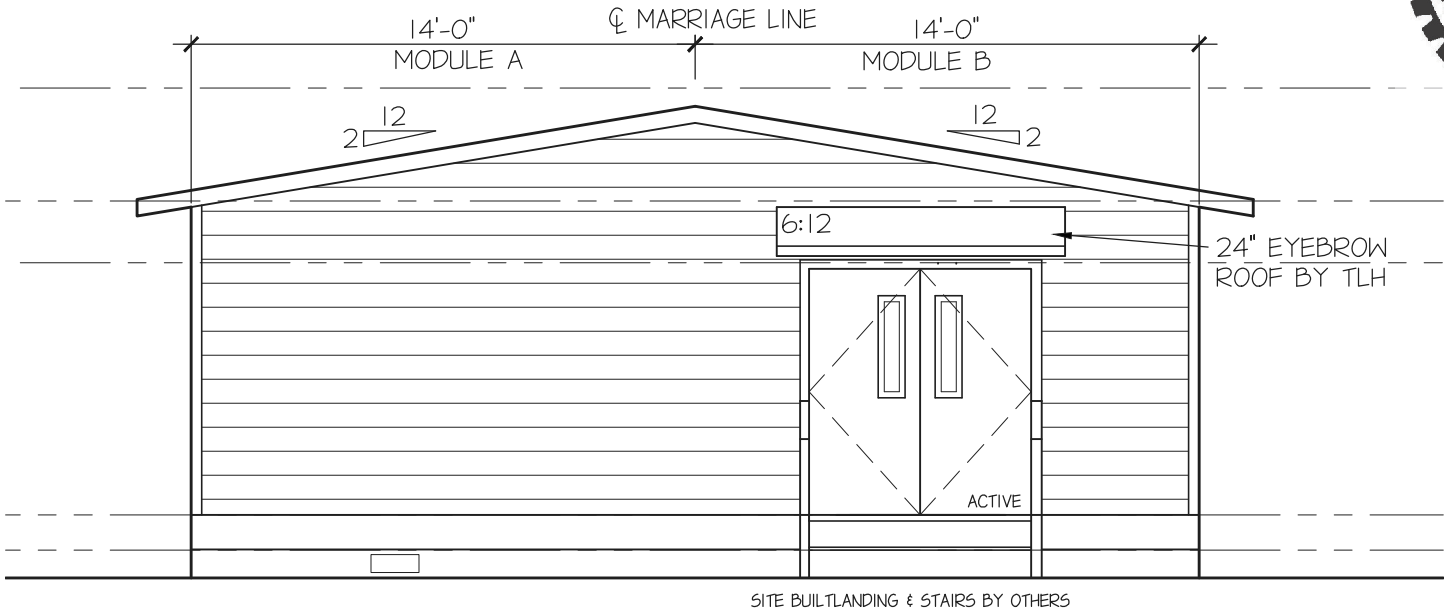 14'-0" ℄ MARRIAGE LINE 14'-0"
MODULE A MODULE B
12 12
2 2
6:12
24" EYEBROW
ROOF BY TLH
ACTIVE
SITE BUILTLANDING & STAIRS BY OTHERS